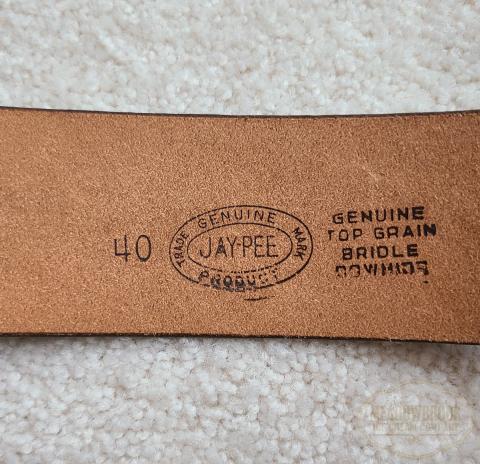 40
GENUINE
TRADE MARK
JAY-PEE
PRODUCT
GENUINE
TOP GRAIN
BRIDLE
COWHIDE